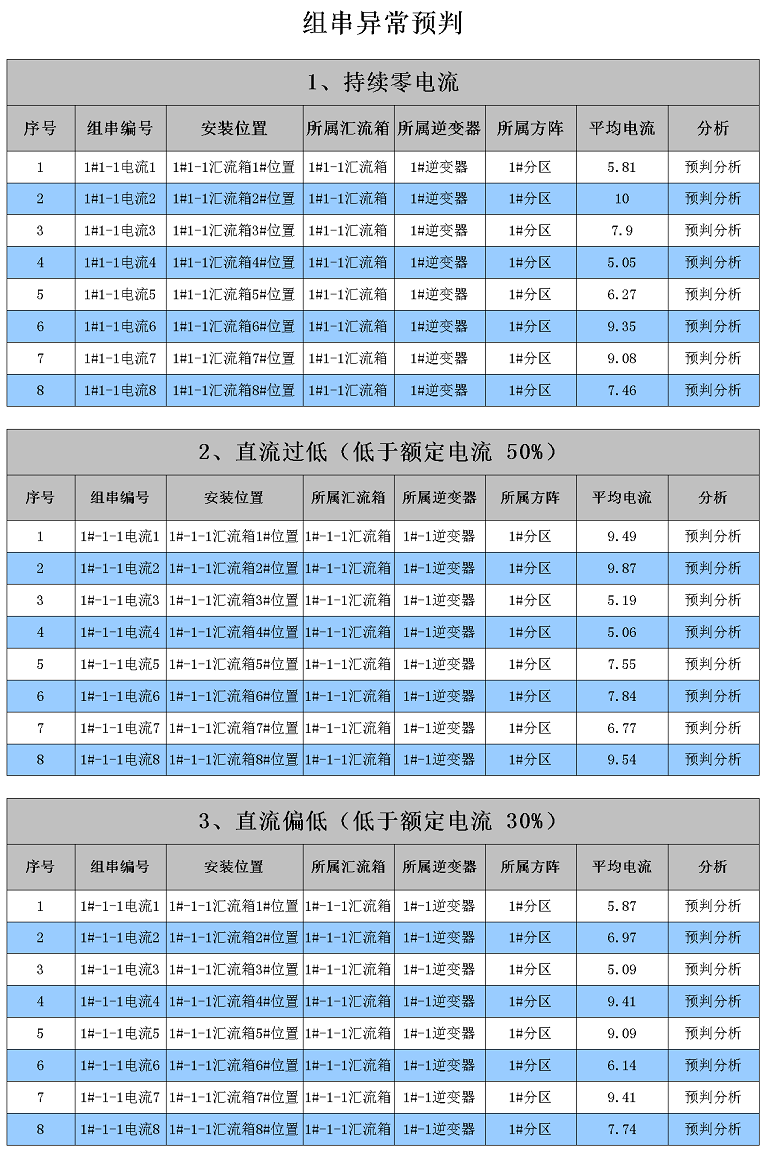 组串异常预判
1、持续零电流
序号 组串编号 安装位置 所属汇流箱 所属逆变器 所属方阵 平均电流 分析
1 1#1-1电流1 1#1-1汇流箱1#位置 1#1-1汇流箱 1#逆变器 1#分区 5.81 预判分析
2 1#1-1电流2 1#1-1汇流箱2#位置 1#1-1汇流箱 1#逆变器 1#分区 10 预判分析
3 1#1-1电流3 1#1-1汇流箱3#位置 1#1-1汇流箱 1#逆变器 1#分区 7.9 预判分析
4 1#1-1电流4 1#1-1汇流箱4#位置 1#1-1汇流箱 1#逆变器 1#分区 5.05 预判分析
5 1#1-1电流5 1#1-1汇流箱5#位置 1#1-1汇流箱 1#逆变器 1#分区 6.27 预判分析
6 1#1-1电流6 1#1-1汇流箱6#位置 1#1-1汇流箱 1#逆变器 1#分区 9.35 预判分析
7 1#1-1电流7 1#1-1汇流箱7#位置 1#1-1汇流箱 1#逆变器 1#分区 9.08 预判分析
8 1#1-1电流8 1#1-1汇流箱8#位置 1#1-1汇流箱 1#逆变器 1#分区 7.46 预判分析
2、直流过低（低于额定电流 50%）
序号 组串编号 安装位置 所属汇流箱 所属逆变器 所属方阵 平均电流 分析
1 1#-1-1电流1 1#-1-1汇流箱1#位置 1#-1-1汇流箱 1#-1逆变器 1#分区 9.49 预判分析
2 1#-1-1电流2 1#-1-1汇流箱2#位置 1#-1-1汇流箱 1#-1逆变器 1#分区 9.87 预判分析
3 1#-1-1电流3 1#-1-1汇流箱3#位置 1#-1-1汇流箱 1#-1逆变器 1#分区 5.19 预判分析
4 1#-1-1电流4 1#-1-1汇流箱4#位置 1#-1-1汇流箱 1#-1逆变器 1#分区 5.06 预判分析
5 1#-1-1电流5 1#-1-1汇流箱5#位置 1#-1-1汇流箱 1#-1逆变器 1#分区 7.55 预判分析
6 1#-1-1电流6 1#-1-1汇流箱6#位置 1#-1-1汇流箱 1#-1逆变器 1#分区 7.84 预判分析
7 1#-1-1电流7 1#-1-1汇流箱7#位置 1#-1-1汇流箱 1#-1逆变器 1#分区 6.77 预判分析
8 1#-1-1电流8 1#-1-1汇流箱8#位置 1#-1-1汇流箱 1#-1逆变器 1#分区 9.54 预判分析
3、直流偏低（低于额定电流 30%）
序号 组串编号 安装位置 所属汇流箱 所属逆变器 所属方阵 平均电流 分析
1 1#-1-1电流1 1#-1-1汇流箱1#位置 1#-1-1汇流箱 1#-1逆变器 1#分区 5.87 预判分析
2 1#-1-1电流2 1#-1-1汇流箱2#位置 1#-1-1汇流箱 1#-1逆变器 1#分区 6.97 预判分析
3 1#-1-1电流3 1#-1-1汇流箱3#位置 1#-1-1汇流箱 1#-1逆变器 1#分区 5.09 预判分析
4 1#-1-1电流4 1#-1-1汇流箱4#位置 1#-1-1汇流箱 1#-1逆变器 1#分区 9.41 预判分析
5 1#-1-1电流5 1#-1-1汇流箱5#位置 1#-1-1汇流箱 1#-1逆变器 1#分区 9.09 预判分析
6 1#-1-1电流6 1#-1-1汇流箱6#位置 1#-1-1汇流箱 1#-1逆变器 1#分区 6.14 预判分析
7 1#-1-1电流7 1#-1-1汇流箱7#位置 1#-1-1汇流箱 1#-1逆变器 1#分区 9.41 预判分析
8 1#-1-1电流8 1#-1-1汇流箱8#位置 1#-1-1汇流箱 1#-1逆变器 1#分区 7.74 预判分析